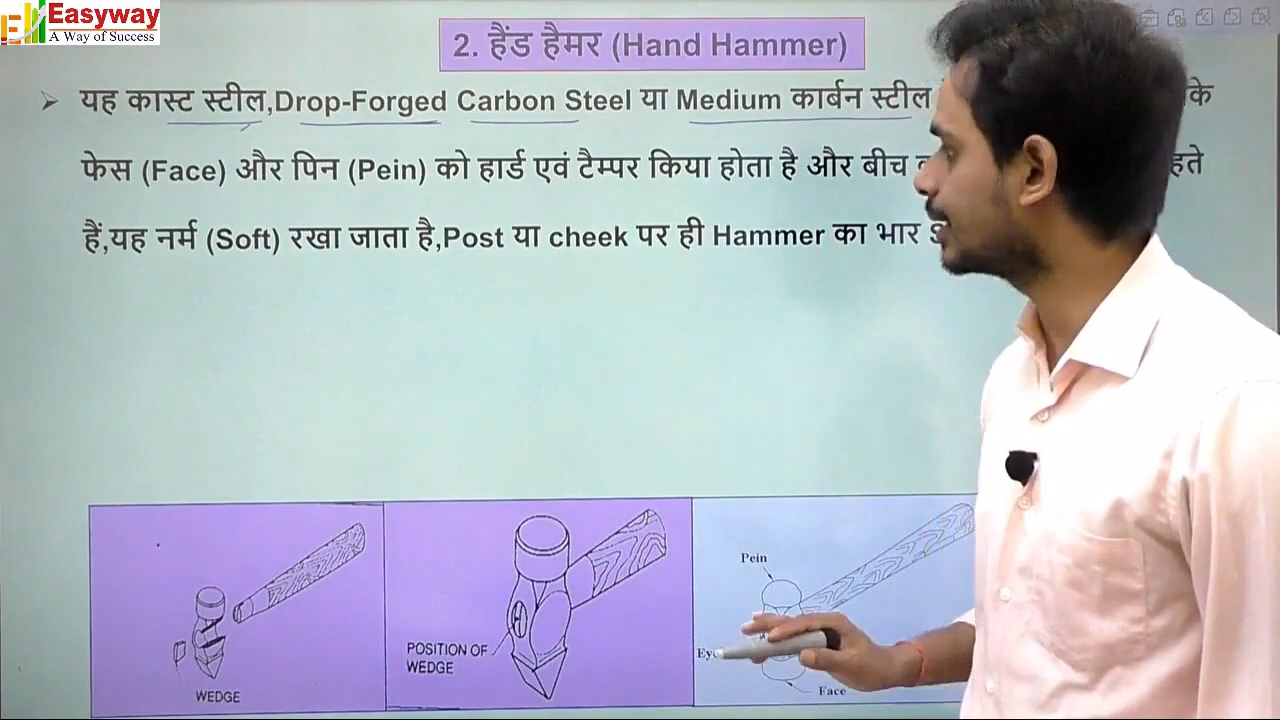 Easyway
A Way of Success
2. हैंड हैमर (Hand Hammer)
यह कास्ट स्टील,Drop-Forged Carbon Steel या Medium कार्बन स्टील के
फेस (Face) और पिन (Pein) को हार्ड एवं टैम्पर किया होता है और बीच
हैं,यह नर्म (Soft) रखा जाता है,Post या cheek पर ही Hammer का भार
WEDGE
POSITION OF
WEDGE
Pein
Face